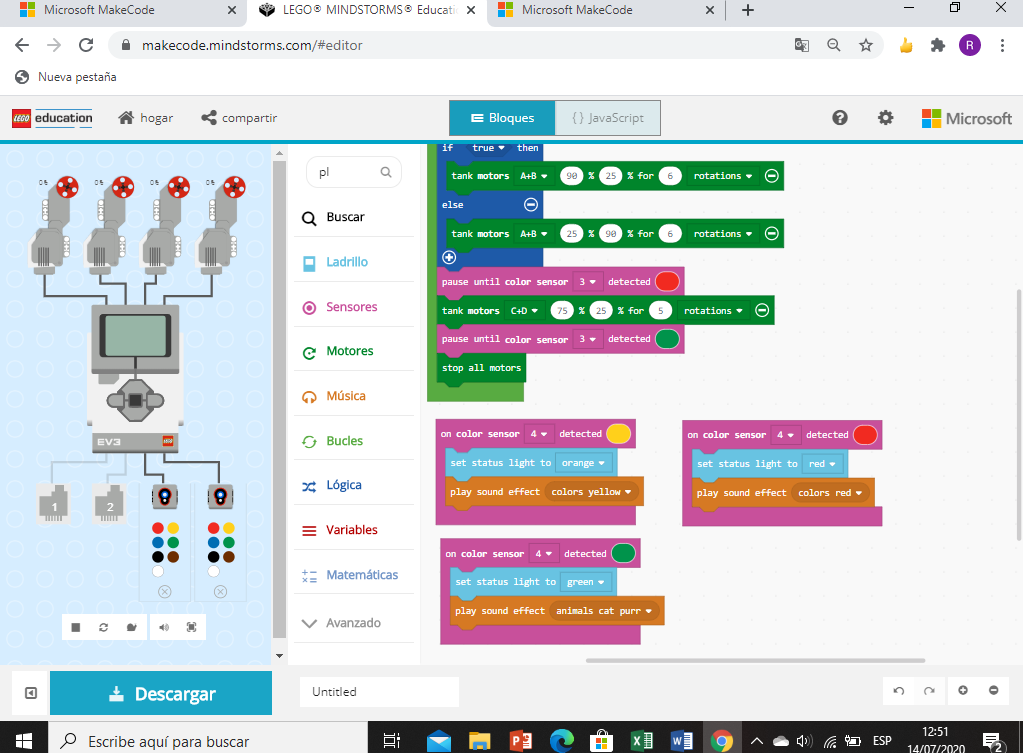 Microsoft MakeCode
LEGO® MINDSTORMS® Educati
Microsoft MakeCode
makecode.mindstorms.com/#editor
R
Nueva pestaña
LEGO education
hogar
compartir
Bloques
{ } JavaScript
Microsoft
pl
Buscar
Ladrillo
Sensores
Motores
Música
Bucles
Lógica
Variables
Matemáticas
Avanzado
0%
0%
0%
0%
EV3
LEGO
1
2
if true then
tank motors A+B 90 % 25 % for 6 rotations
else
tank motors A+B 25 % 90 % for 6 rotations
pause until color sensor 3 detected
tank motors C+D 75 % 25 % for 5 rotations
pause until color sensor 3 detected
stop all motors
on color sensor 4 detected
set status light to orange
play sound effect colors yellow
on color sensor 4 detected
set status light to red
play sound effect colors red
on color sensor 4 detected
set status light to green
play sound effect animals cat purr
Descargar
Untitled
Escribe aquí para buscar
ESP
12:51
14/07/2020
2